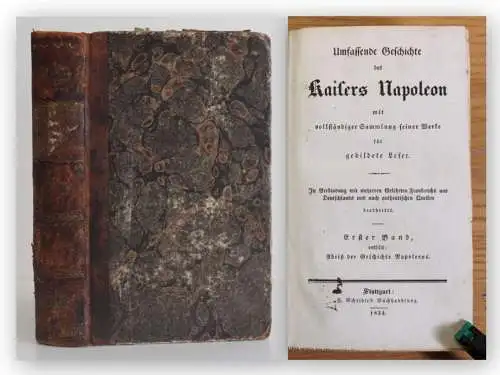 Umfassende Geschichte
des
Kaisers Napoleon
mit
vollständiger Sammlung seiner Werke
für
gebildete Leser.
In Verbindung mit mehreren Gelehrten Frankreichs und
Deutschlands und nach authentischen Quellen
bearbeitet.
Erster Band,
enthält:
Abriß der Geschichte Napoleons.
Stuttgart:
J. Scheible's Buchhandlung.